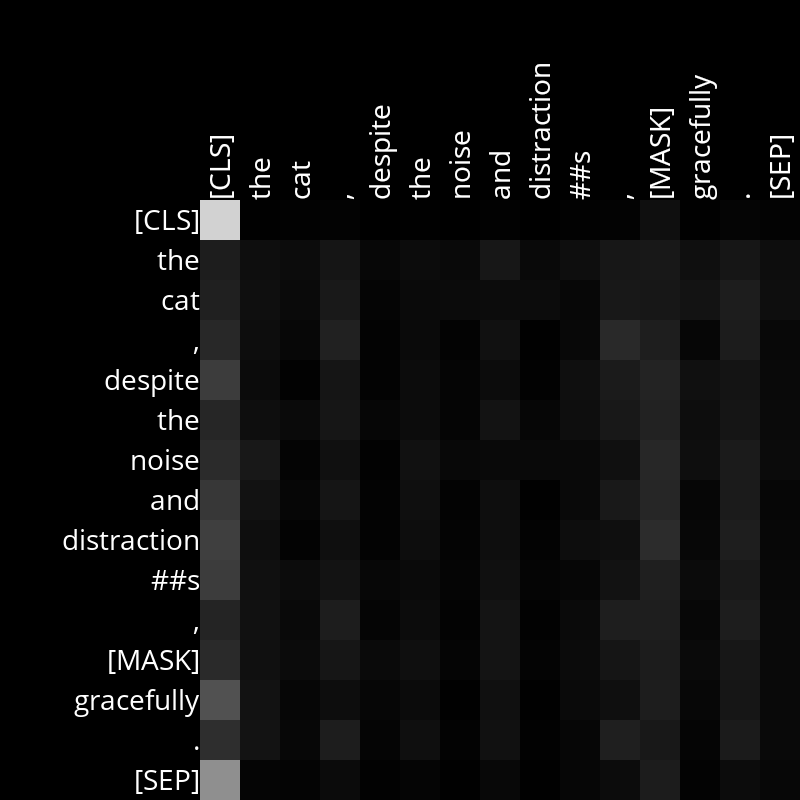 [CLS]
the
cat
,
despite
the
noise
and
distraction
##s
,
[MASK]
gracefully
.
[SEP]
[CLS]
the
cat
,
despite
the
noise
and
distraction
##s
,
[MASK]
gracefully
.
[SEP]